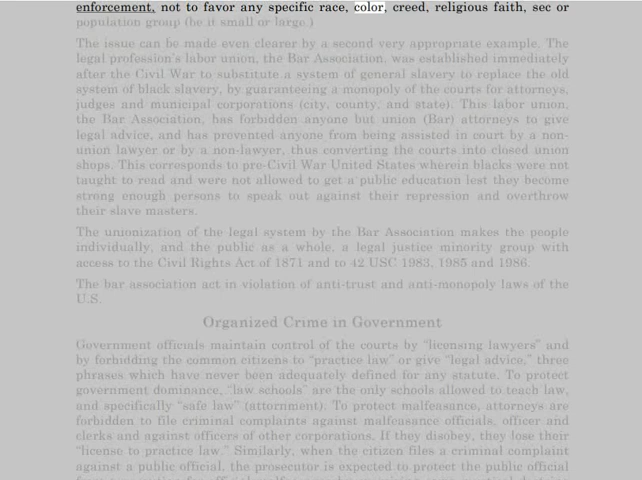 enforcement, not to favor any specific race, color, creed, religious faith, sec or
population group (be it small or large.)
The issue can be made even clearer by a second very appropriate example. The
legal profession's labor union, the Bar Association, was established immediately
after the Civil War to substitute a system of general slavery to replace the old
system of black slavery, by guaranteeing a monopoly of the courts for attorneys,
judges and municipal corporations (city, county, and state). This labor union,
the Bar Association, has forbidden anyone but union (Bar) attorneys to give
legal advice, and has prevented anyone from being assisted in court by a non-
union lawyer or by a non-lawyer, thus converting the courts into closed union
shops. This corresponds to pre-Civil War United States wherein blacks were not
taught to read and were not allowed to get a public education lest they become
strong enough persons to speak out against their repression and overthrow
their slave masters.
The unionization of the legal system by the Bar Association makes the people
individually, and the public as a whole, a legal justice minority group with
access to the Civil Rights Act of 1871 and to 42 USC 1983, 1985 and 1986.
The bar association act in violation of anti-trust and anti-monopoly laws of the
U.S.
Organized Crime in Government
Government officials maintain control of the courts by "licensing lawyers" and
by forbidding the common citizens to "practice law" or give "legal advice," three
phrases which have never been adequately defined for any statute. To protect
government dominance, "law schools" are the only schools allowed to teach law,
and specifically "safe law" (attornment). To protect malfeasance, attorneys are
forbidden to file criminal complaints against malfeasance officials, officer and
clerks and against officers of other corporations. If they disobey, they lose their
"license to practice law." Similarly, when the citizen files a criminal complaint
against a public official, the prosecutor is expected to protect the public official